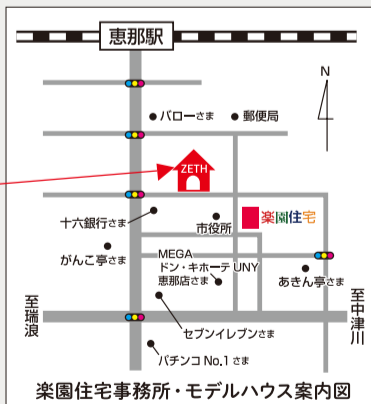 恵那駅
N
バローさま
郵便局
ZETH
十六銀行さま
市役所
楽園住宅
がんこ亭さま
MEGA
ドン・キホーテ UNY
恵那店さま
あきん亭さま
至瑞浪
至中津川
セブンイレブンさま
パチンコ No.1 さま
楽園住宅事務所・モデルハウス案内図